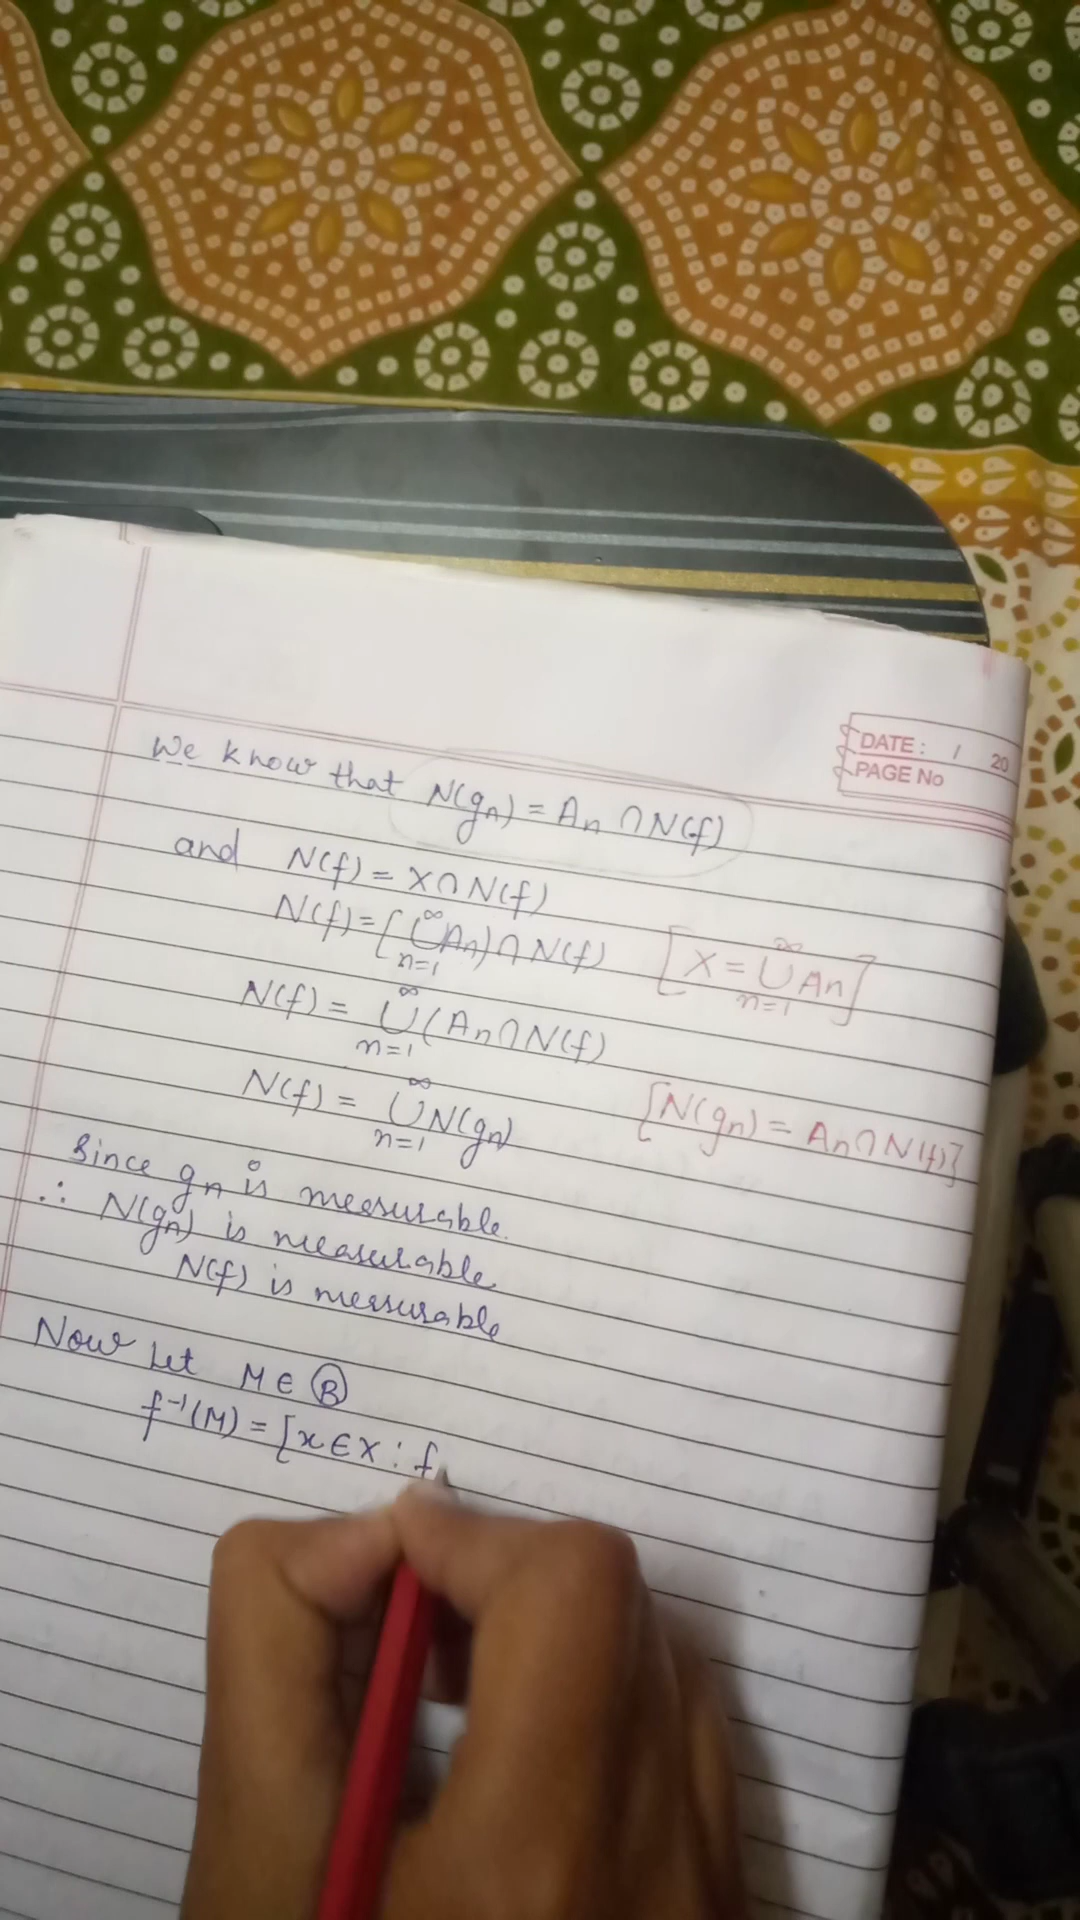 DATE: / 20
PAGE No
We know that N(gₙ) = Aₙ ∩ N(f)
and N(f) = X ∩ N(f)
N(f) = [ ∞⋃n=1 An) ∩ N(f) [X = ∞⋃n=1 An]
N(f) = ∞⋃n=1 (An ∩ N(f)
N(f) = ∞⋃n=1 N(gn) [N(gn) = An ∩ N(f)]
Since gn is measurable.
∴ N(gn) is measurable
N(f) is measurable
Now Let M ∈ Ⓑ
f⁻¹(M) = [x ∈ X : f